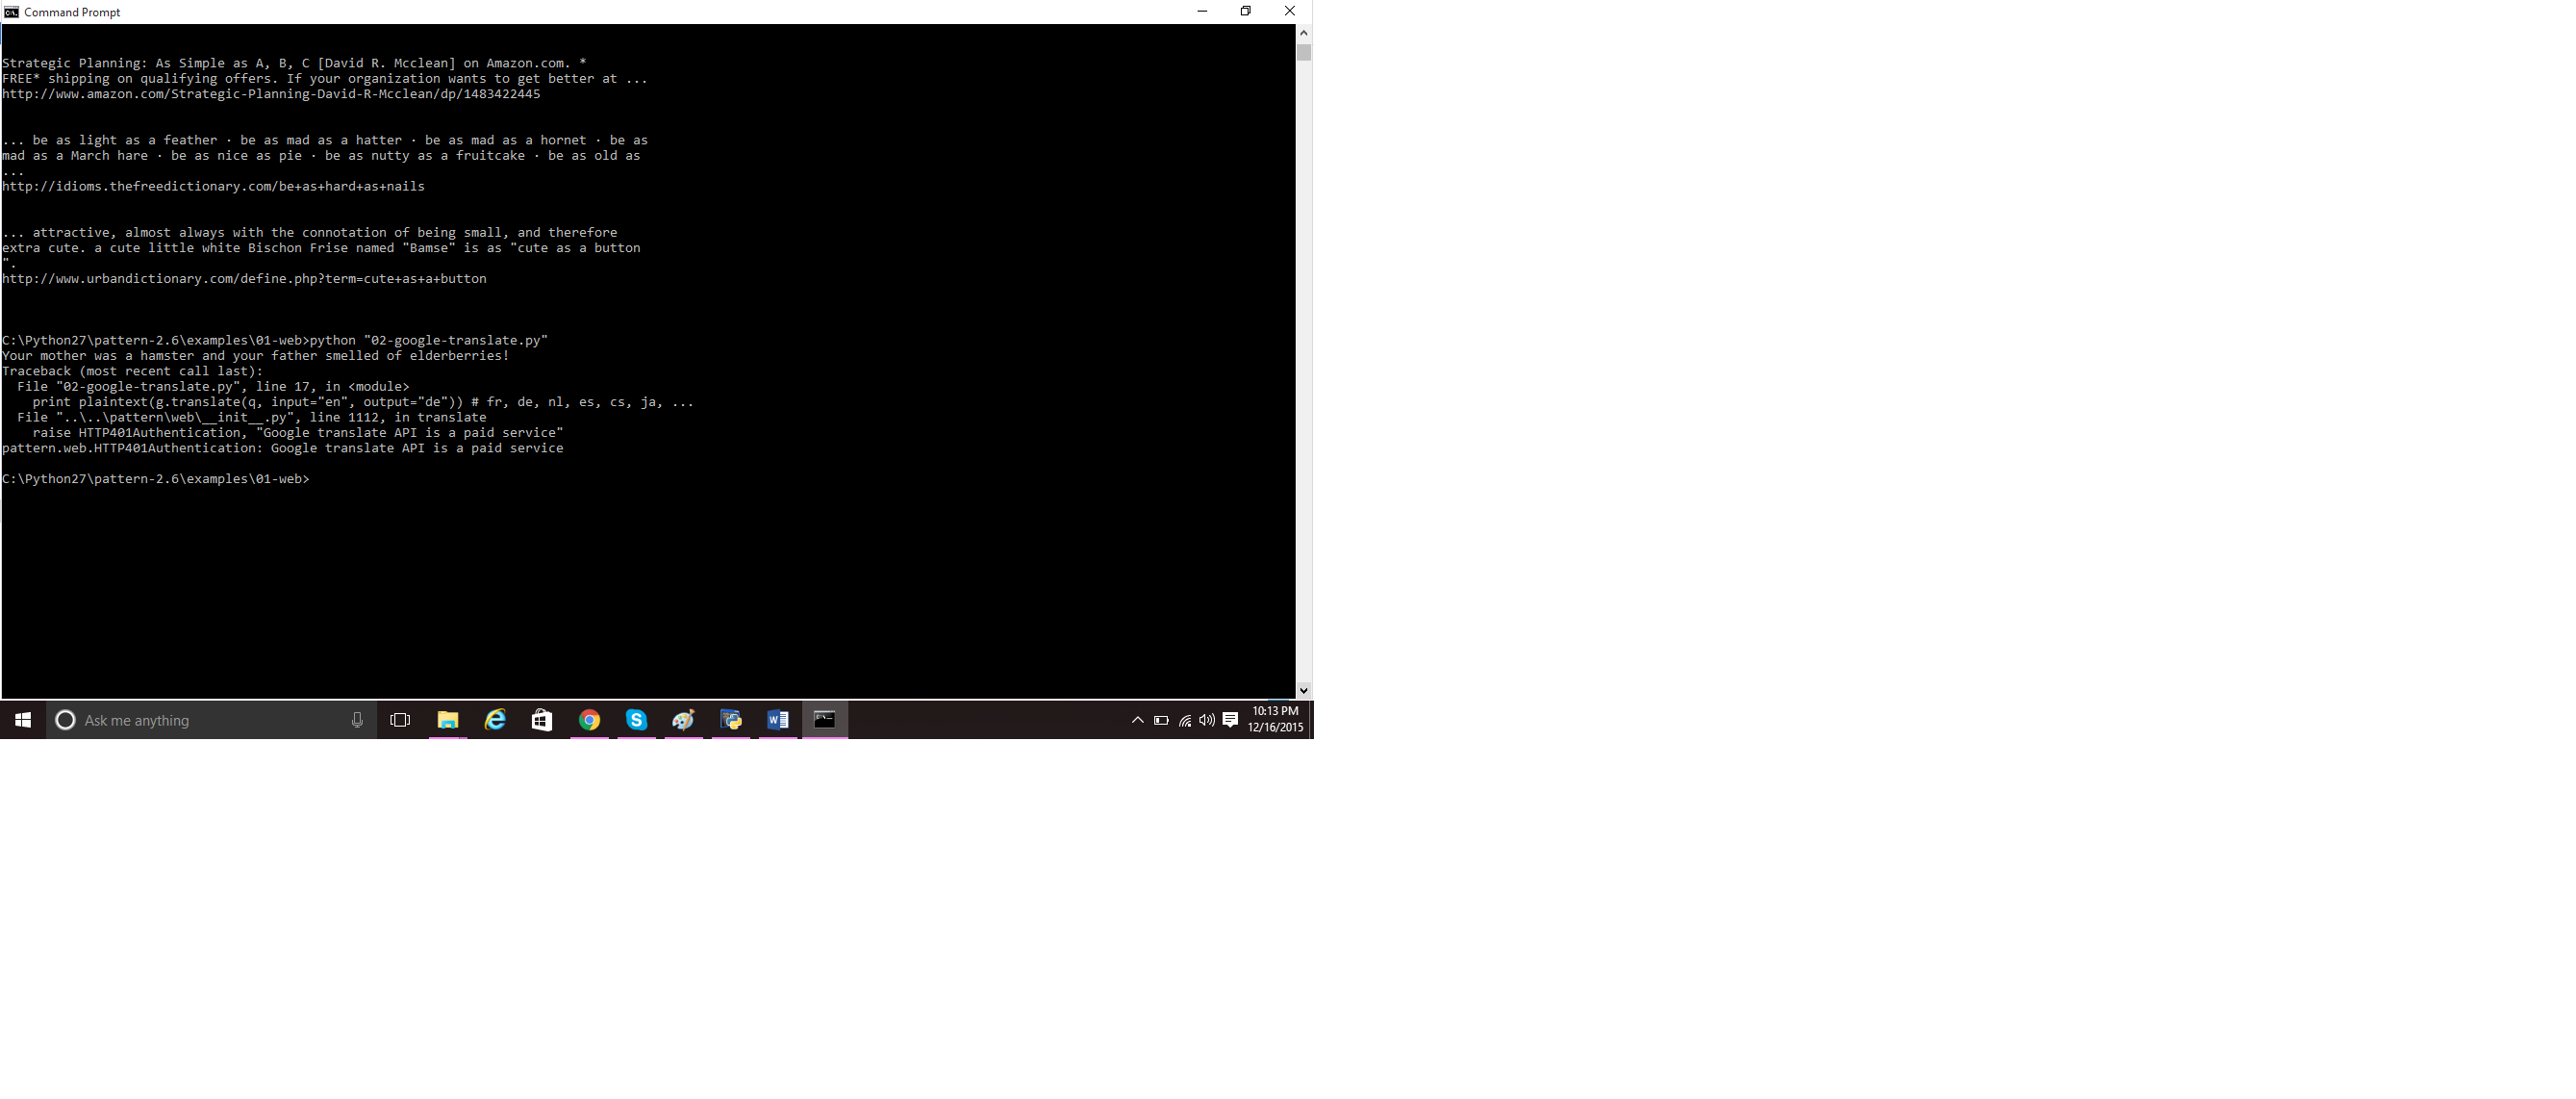 Command Prompt
Strategic Planning: As Simple as A, B, C [David R. Mcclean] on Amazon.com. *
FREE* shipping on qualifying offers. If your organization wants to get better at ...
http://www.amazon.com/Strategic-Planning-David-R-Mcclean/dp/1483422445
... be as light as a feather · be as mad as a hatter · be as mad as a hornet · be as
mad as a March hare · be as nice as pie · be as nutty as a fruitcake · be as old as
...
http://idioms.thefreedictionary.com/be+as+hard+as+nails
... attractive, almost always with the connotation of being small, and therefore
extra cute. a cute little white Bischon Frise named "Bamse" is as "cute as a button
".
http://www.urbandictionary.com/define.php?term=cute+as+a+button
C:\Python27\pattern-2.6\examples\01-web>python "02-google-translate.py"
Your mother was a hamster and your father smelled of elderberries!
Traceback (most recent call last):
  File "02-google-translate.py", line 17, in <module>
    print plaintext(g.translate(q, input="en", output="de")) # fr, de, nl, es, cs, ja, ...
  File "..\..\pattern\web\__init__.py", line 1112, in translate
    raise HTTP401Authentication, "Google translate API is a paid service"
pattern.web.HTTP401Authentication: Google translate API is a paid service
C:\Python27\pattern-2.6\examples\01-web>
Ask me anything
10:13 PM
12/16/2015